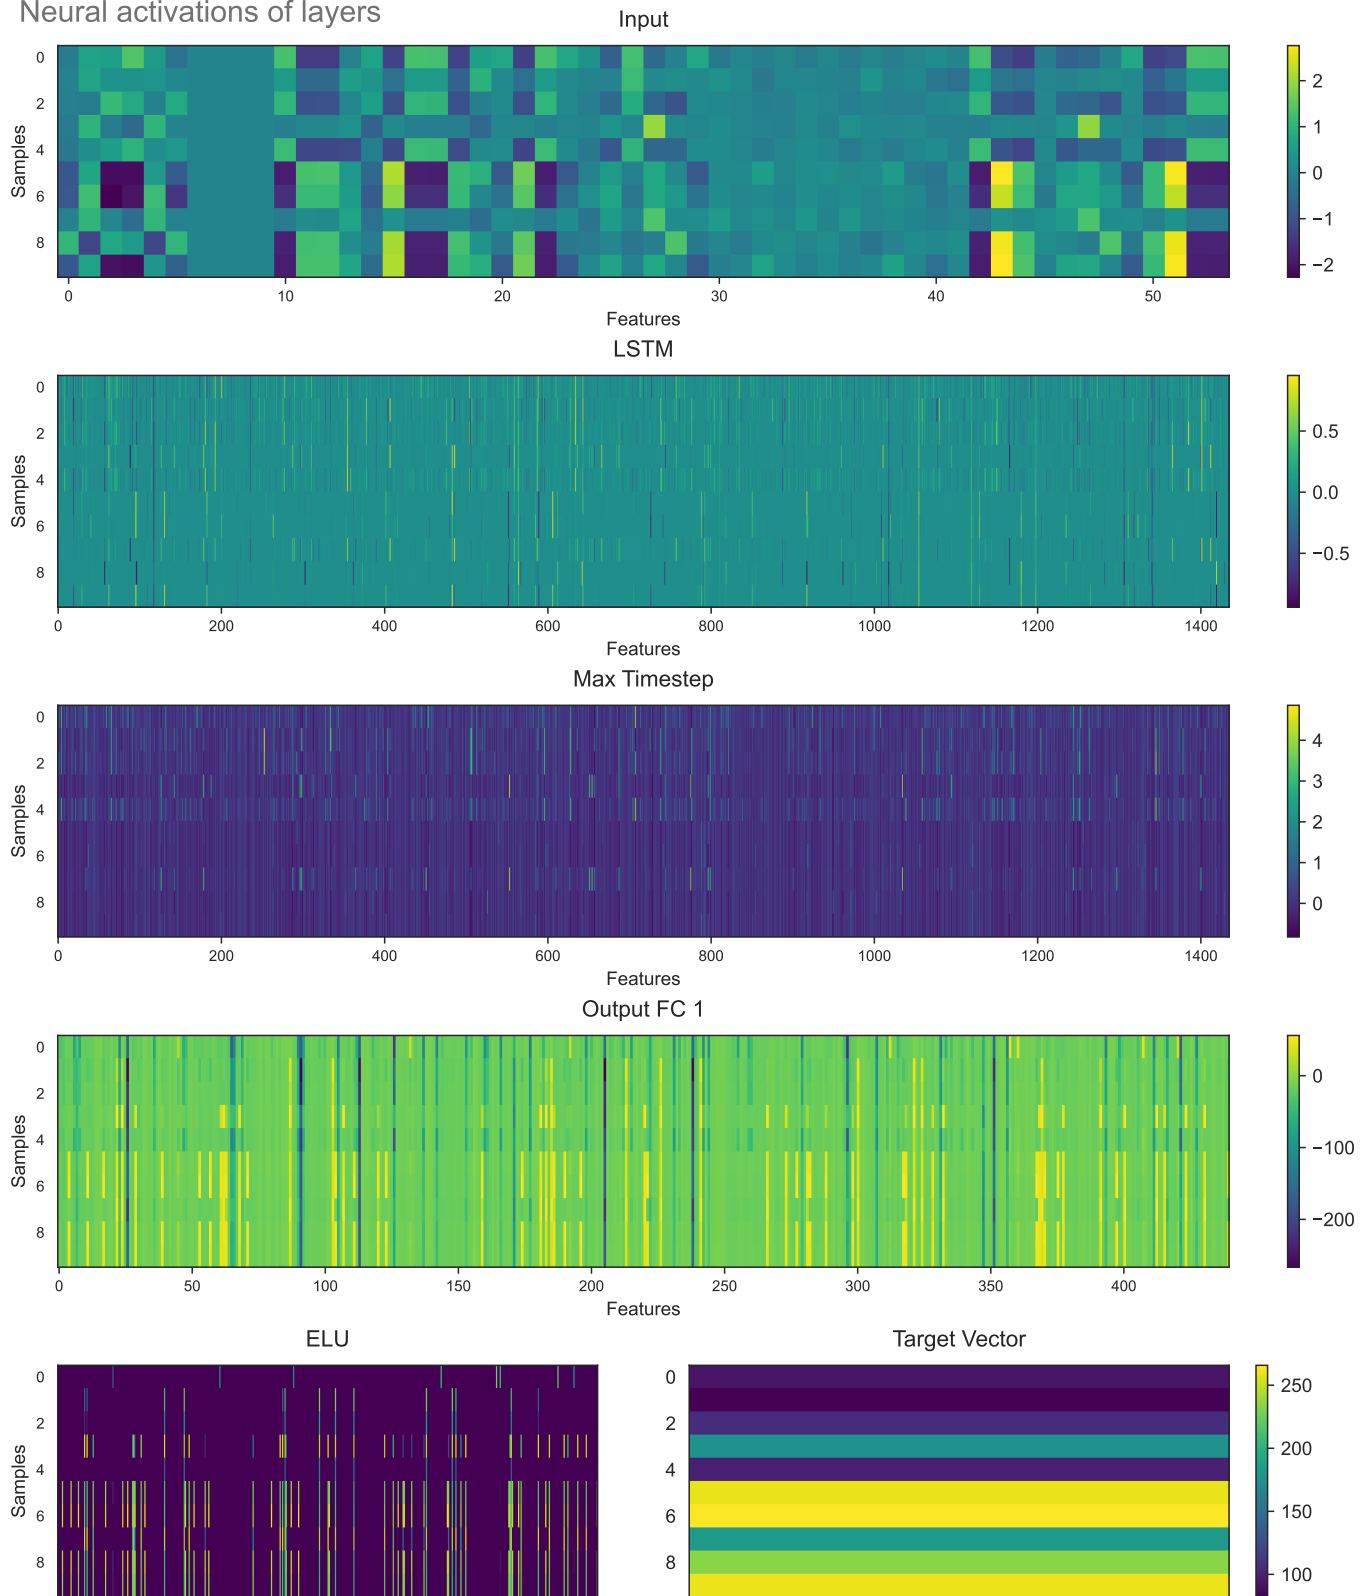 Neural activations of layers
Input
Samples
0
2
4
6
8
0 10 20 30 40 50
Features
2
1
0
−1
−2
LSTM
Samples
0
2
4
6
8
0 200 400 600 800 1000 1200 1400
Features
0.5
0.0
−0.5
Max Timestep
Samples
0
2
4
6
8
0 200 400 600 800 1000 1200 1400
Features
4
3
2
1
0
Output FC 1
Samples
0
2
4
6
8
0 50 100 150 200 250 300 350 400
Features
0
−100
−200
ELU
Samples
0
2
4
6
8
Target Vector
0
2
4
6
8
250
200
150
100